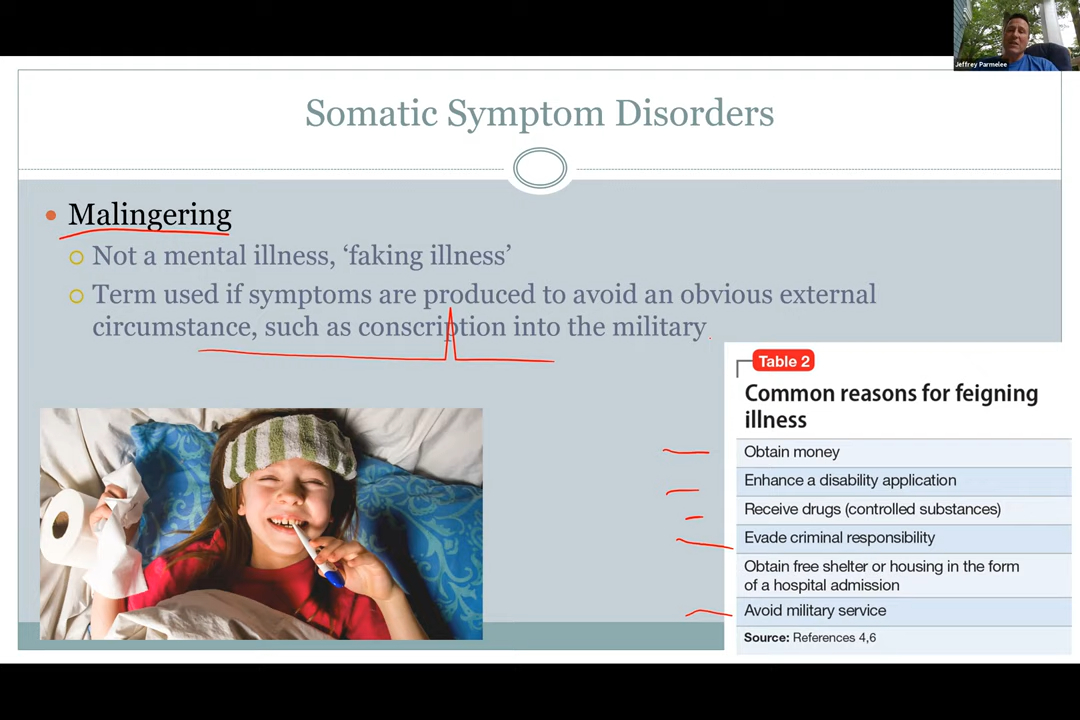 Jeffrey Parmelee
Somatic Symptom Disorders
Malingering
Not a mental illness, ‘faking illness’
Term used if symptoms are produced to avoid an obvious external
circumstance, such as conscription into the military
Table 2
Common reasons for feigning
illness
Obtain money
Enhance a disability application
Receive drugs (controlled substances)
Evade criminal responsibility
Obtain free shelter or housing in the form
of a hospital admission
Avoid military service
Source: References 4,6